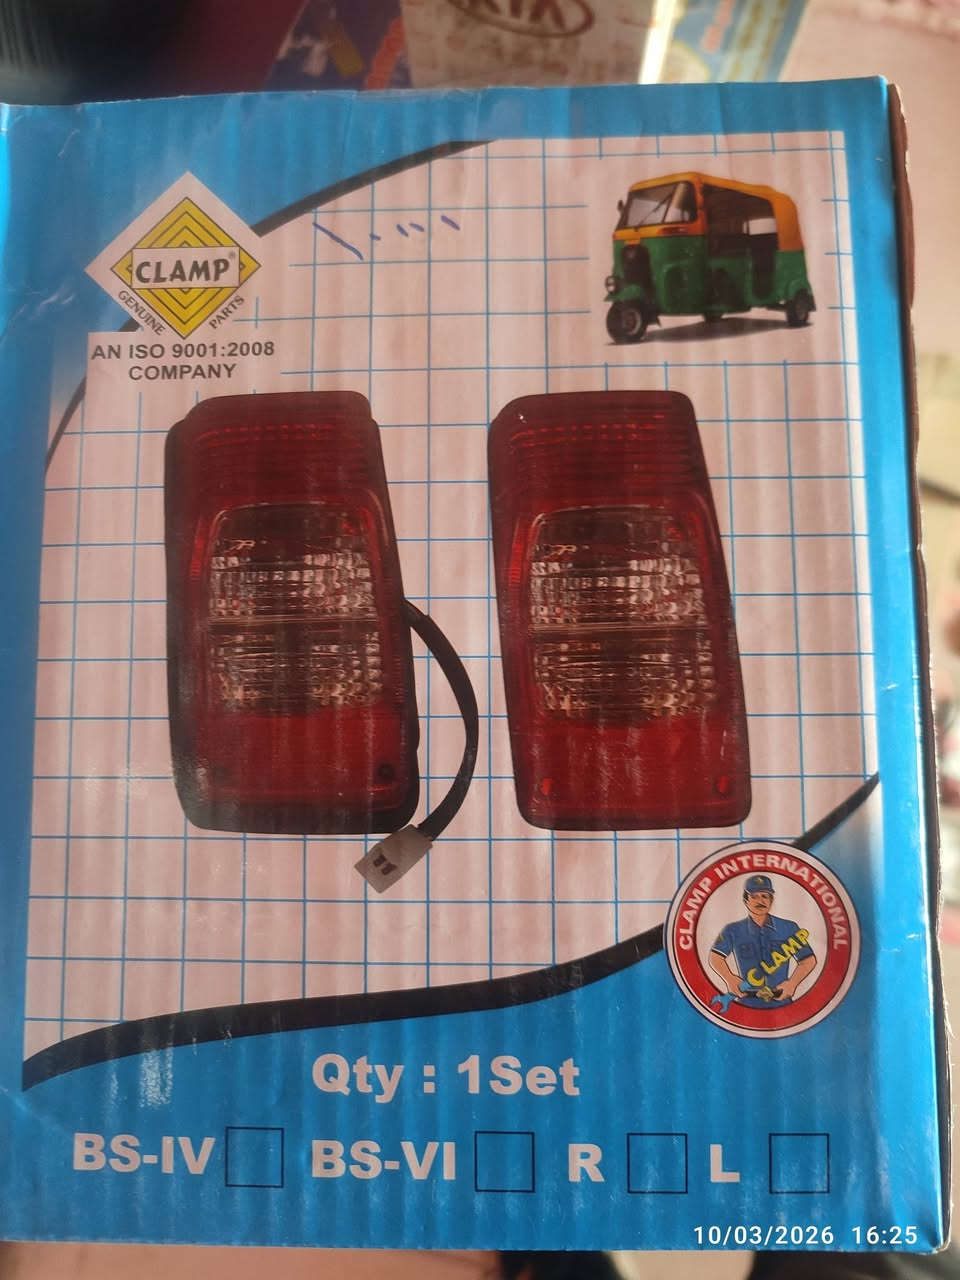 KIA
CLAMP®
GENUINE PARTS
AN ISO 9001:2008
COMPANY
CLAMP INTERNATIONAL
CLAMP
Qty : 1Set
BS-IV BS-VI R L
10/03/2026 16:25